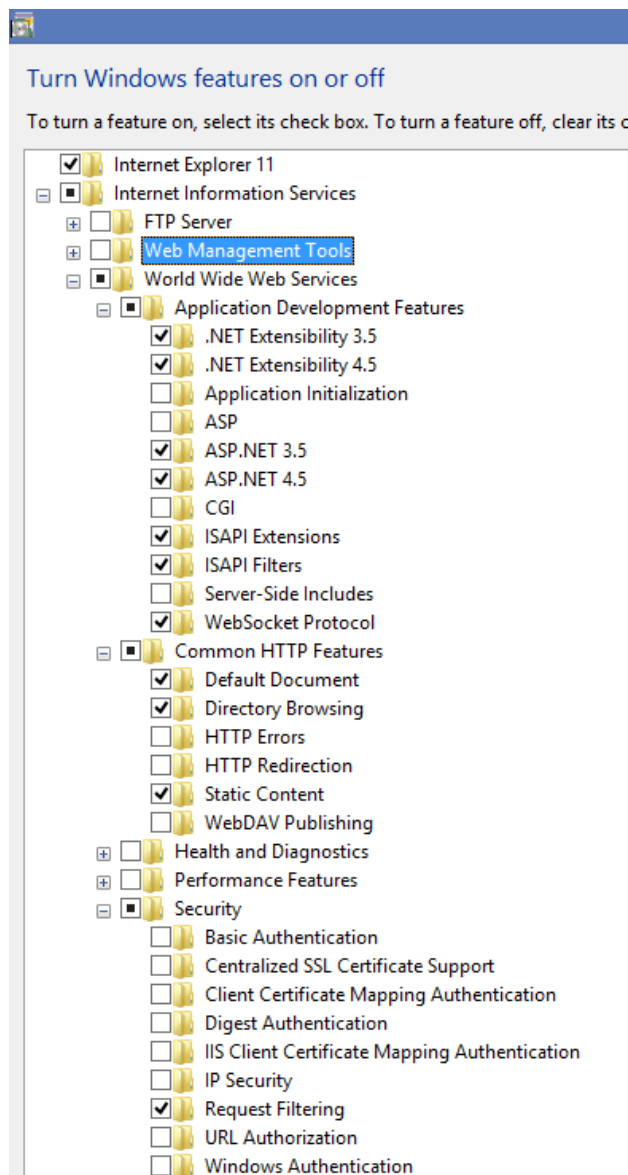 Turn Windows features on or off
To turn a feature on, select its check box. To turn a feature off, clear its
Internet Explorer 11
Internet Information Services
FTP Server
Web Management Tools
World Wide Web Services
Application Development Features
.NET Extensibility 3.5
.NET Extensibility 4.5
Application Initialization
ASP
ASP.NET 3.5
ASP.NET 4.5
CGI
ISAPI Extensions
ISAPI Filters
Server-Side Includes
WebSocket Protocol
Common HTTP Features
Default Document
Directory Browsing
HTTP Errors
HTTP Redirection
Static Content
WebDAV Publishing
Health and Diagnostics
Performance Features
Security
Basic Authentication
Centralized SSL Certificate Support
Client Certificate Mapping Authentication
Digest Authentication
IIS Client Certificate Mapping Authentication
IP Security
Request Filtering
URL Authorization
Windows Authentication